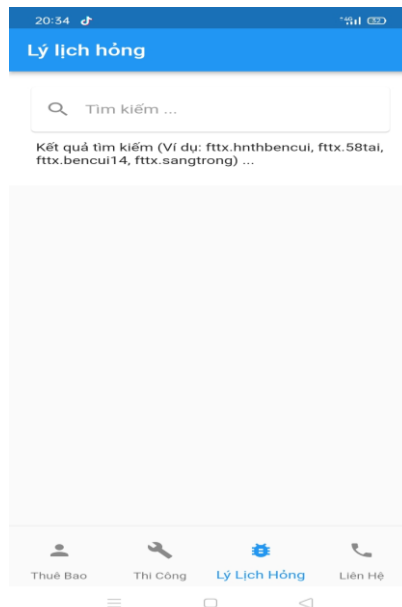 20:34
Lý lịch hỏng
Tìm kiếm ...
Kết quả tìm kiếm (Ví dụ: fttx.hnthbencui, fttx.58tai,
fttx.bencui14, fttx.sangtrong) ...
Thuê Bao
Thi Công
Lý Lịch Hỏng
Liên Hệ